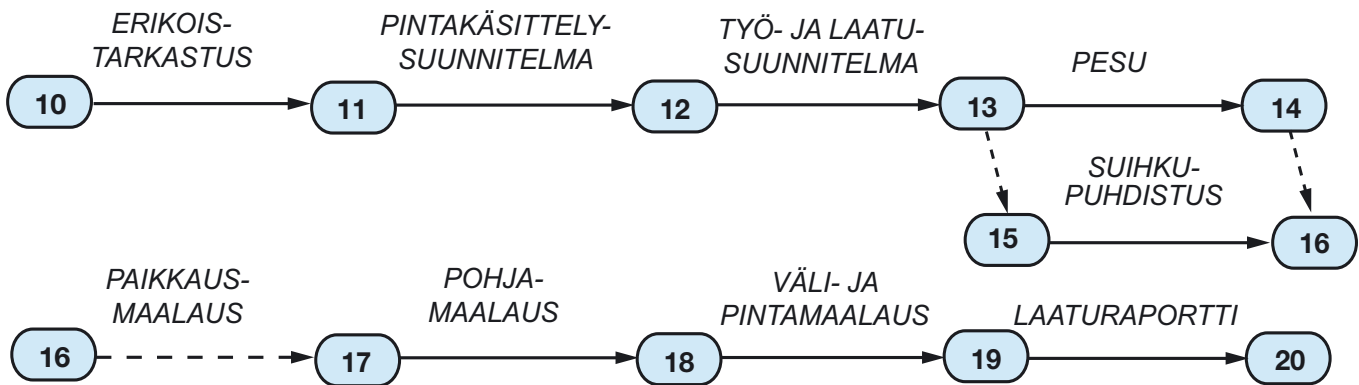 ERIKOIS-
TARKASTUS
PINTAKÄSITTELY-
SUUNNITELMA
TYÖ- JA LAATU-
SUUNNITELMA
PESU
10
11
12
13
14
SUIHKU-
PUHDISTUS
15
16
PAIKKAUS-
MAALAUS
POHJA-
MAALAUS
VÄLI- JA
PINTAMAALAUS
LAATURAPORTTI
16
17
18
19
20